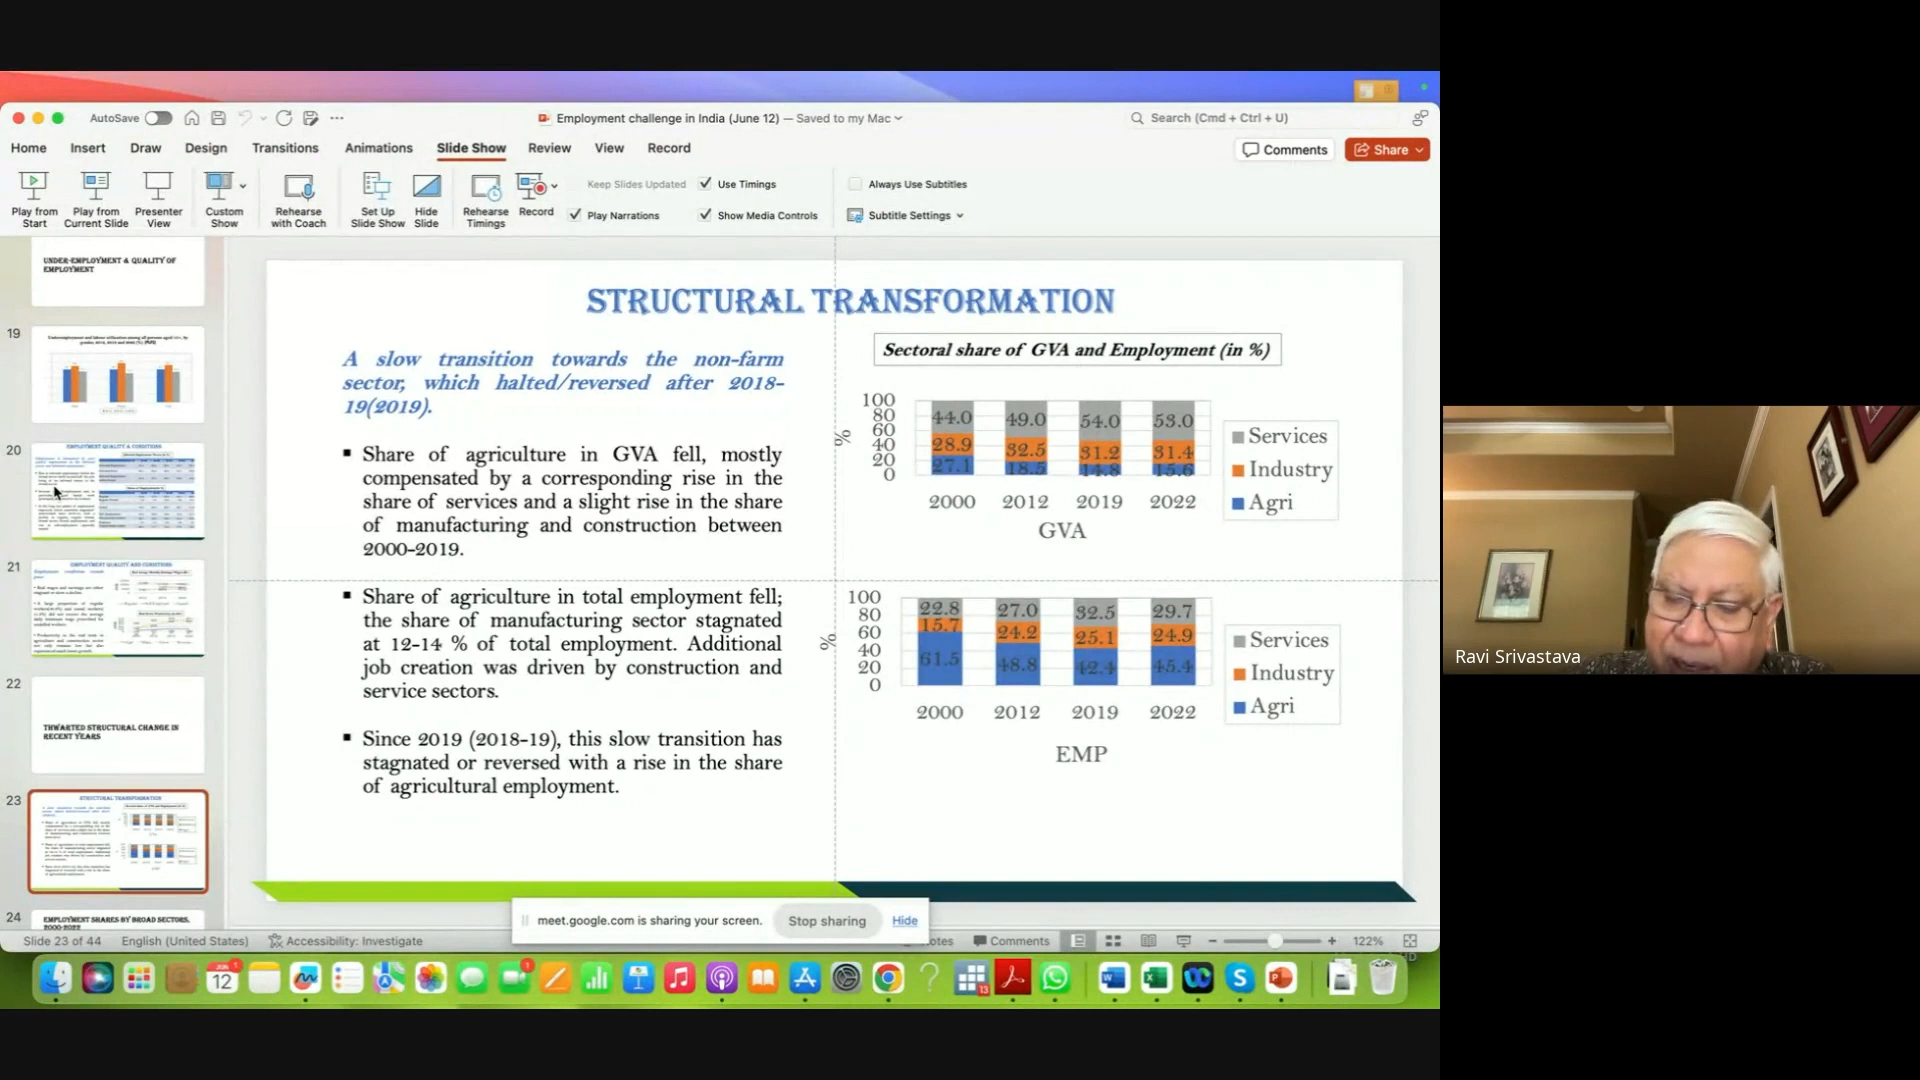 AutoSave
Employment challenge in India (June 12) — Saved to my Mac
Search (Cmd + Ctrl + U)
Home Insert Draw Design Transitions Animations Slide Show Review View Record
Comments
Share
Play from Start
Play from Current Slide
Presenter View
Custom Show
Rehearse with Coach
Set Up Slide Show
Hide Slide
Rehearse Timings
Record
Keep Slides Updated
Use Timings
Play Narrations
Show Media Controls
Always Use Subtitles
Subtitle Settings
UNDER-EMPLOYMENT & QUALITY OF
EMPLOYMENT
19
20
EMPLOYMENT QUALITY & CONDITIONS
21
EMPLOYMENT QUALITY AND CONDITIONS
22
THWARTED STRUCTURAL CHANGE IN
RECENT YEARS
23
STRUCTURAL TRANSFORMATION
24
EMPLOYMENT SHARES BY BROAD SECTORS,
2000-2022
STRUCTURAL TRANSFORMATION
A slow transition towards the non-farm
sector, which halted/reversed after 2018-
19(2019).
▪ Share of agriculture in GVA fell, mostly
compensated by a corresponding rise in the
share of services and a slight rise in the share
of manufacturing and construction between
2000-2019.
▪ Share of agriculture in total employment fell;
the share of manufacturing sector stagnated
at 12-14 % of total employment. Additional
job creation was driven by construction and
service sectors.
▪ Since 2019 (2018-19), this slow transition has
stagnated or reversed with a rise in the share
of agricultural employment.
Sectoral share of GVA and Employment (in %)
%
100
80
60
40
20
0
44.0 49.0 54.0 53.0
28.9 32.5 31.2 31.4
27.1 18.5 14.8 15.6
2000 2012 2019 2022
GVA
Services
Industry
Agri
%
100
80
60
40
20
0
22.8 27.0 32.5 29.7
15.7 24.2 25.1 24.9
61.5 48.8 42.4 45.4
2000 2012 2019 2022
EMP
Services
Industry
Agri
meet.google.com is sharing your screen.
Stop sharing
Hide
Slide 23 of 44
English (United States)
Accessibility: Investigate
Comments
122%
JUN
12
1
1
13
Ravi Srivastava